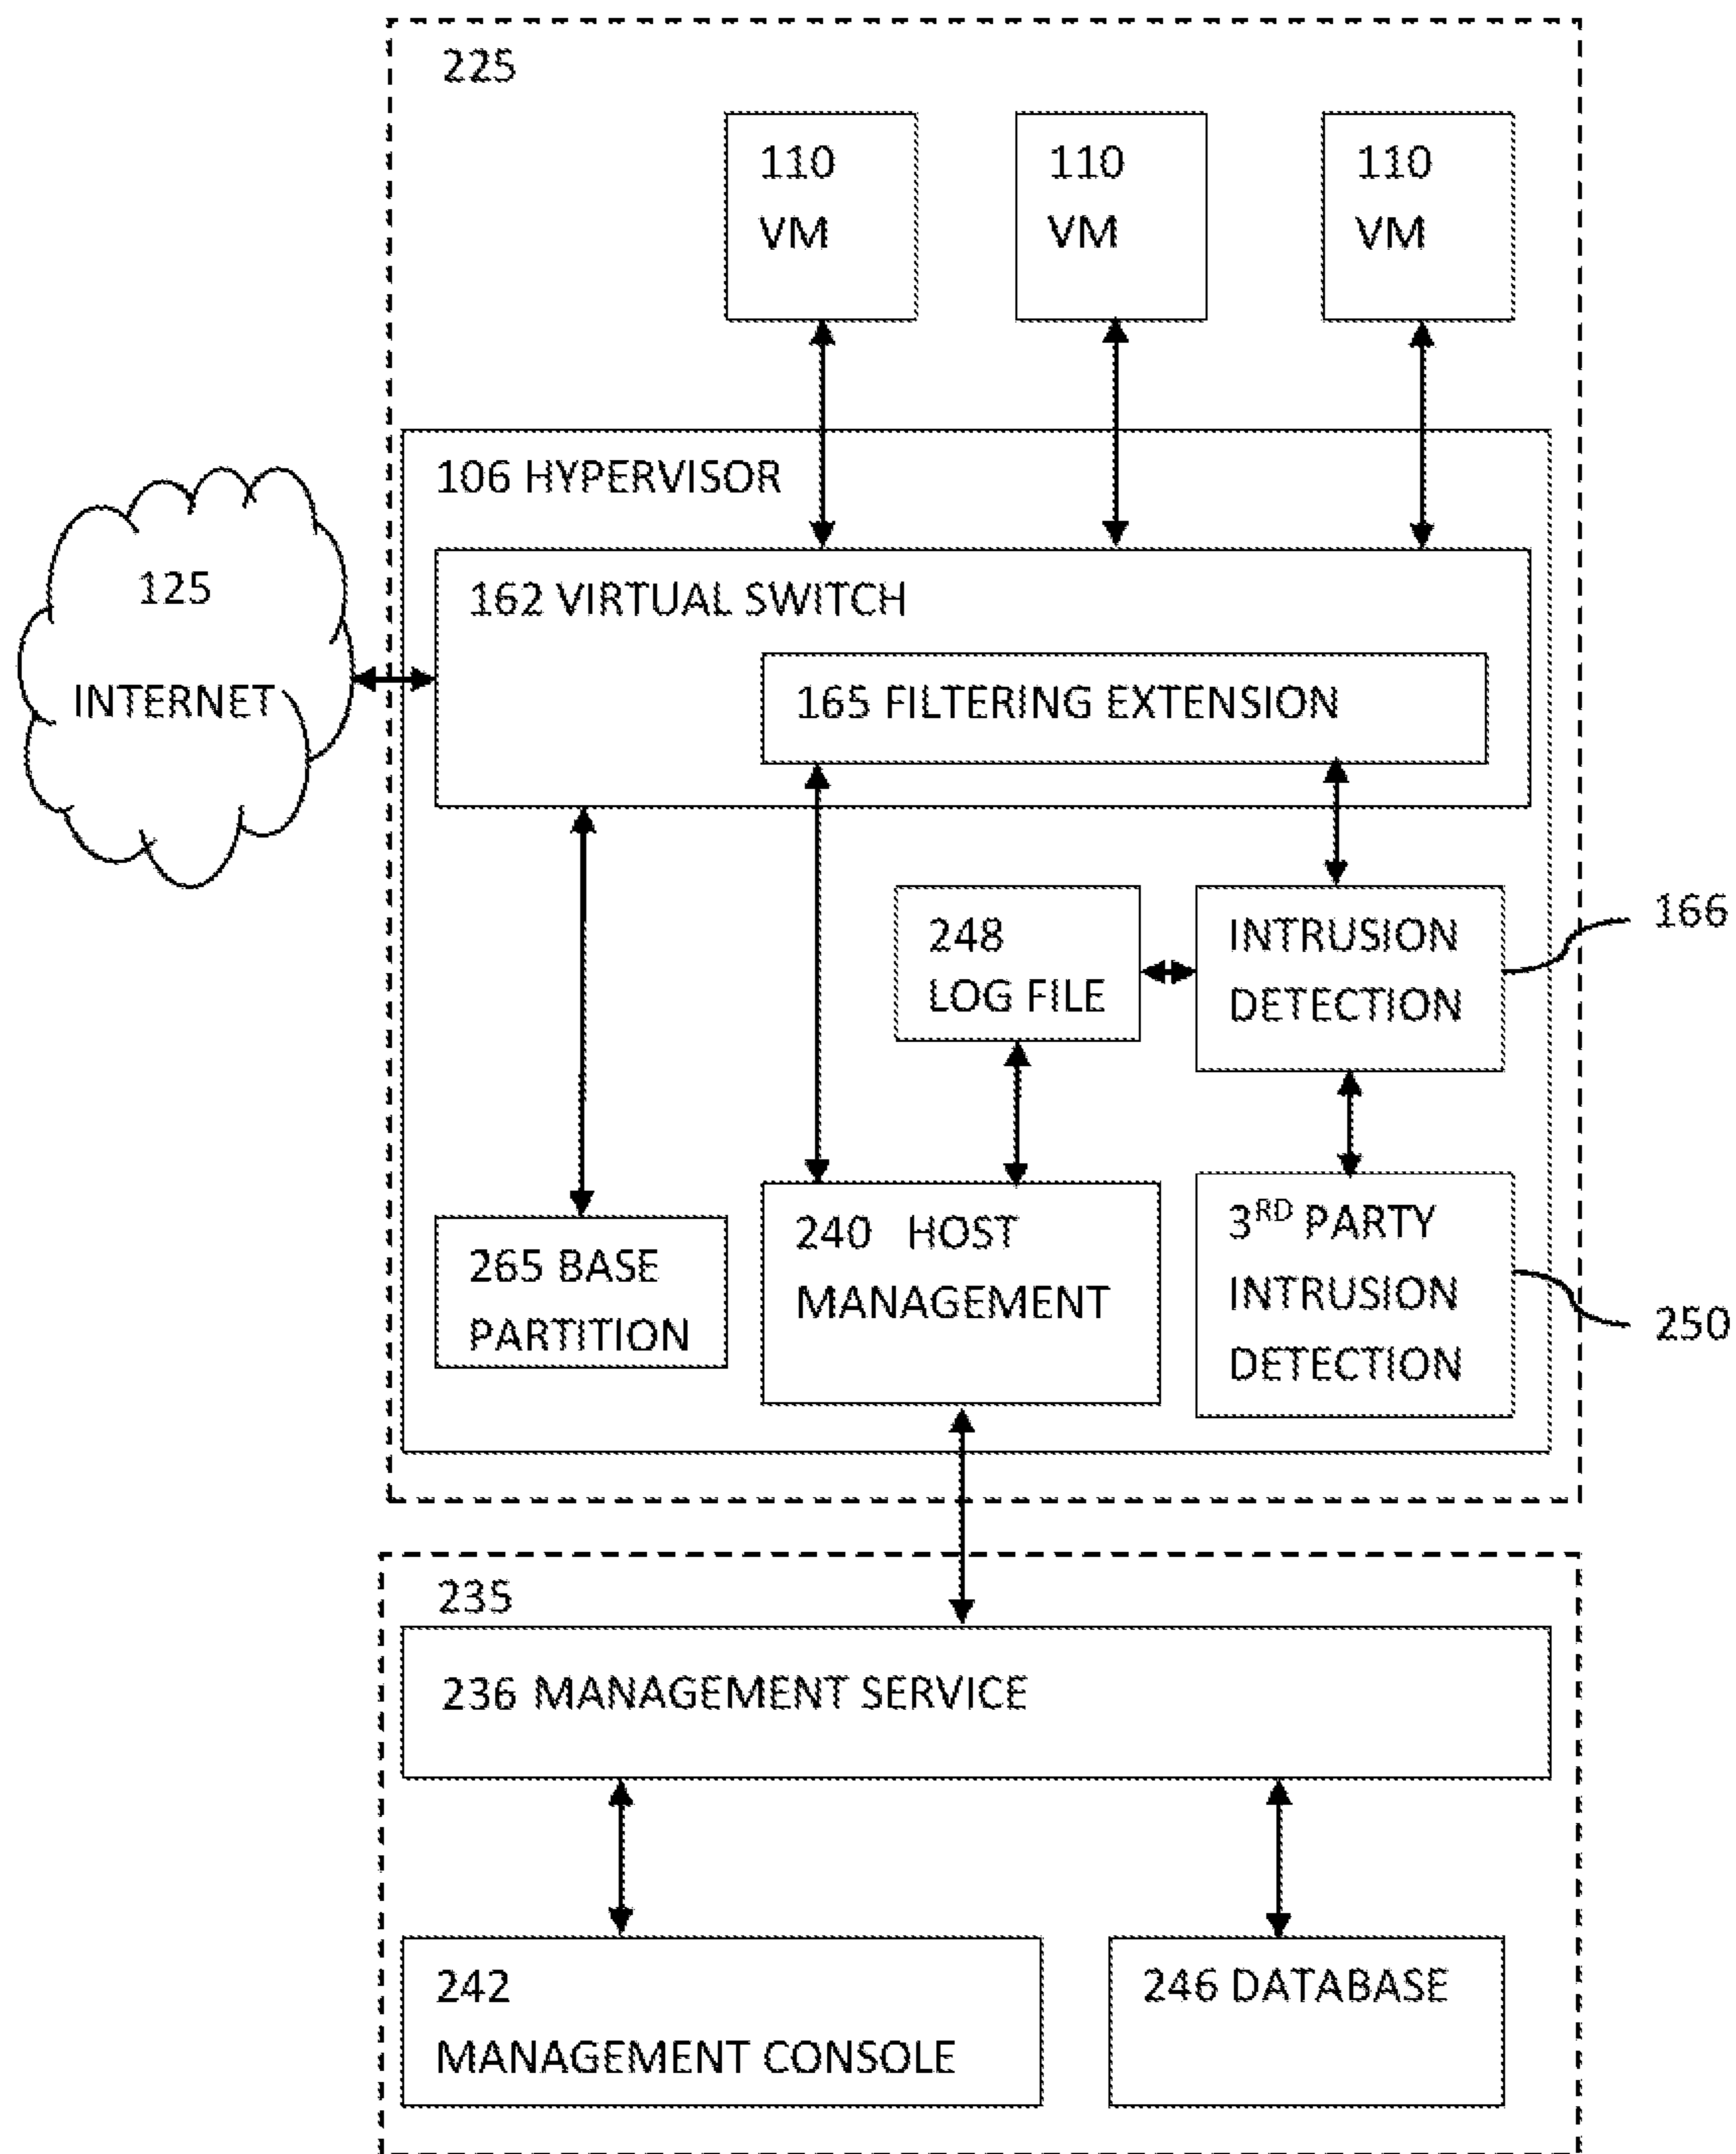 225
110
VM
110
VM
110
VM
106 HYPERVISOR
125
INTERNET
162 VIRTUAL SWITCH
165 FILTERING EXTENSION
248
LOG FILE
INTRUSION
DETECTION
166
265 BASE
PARTITION
240 HOST
MANAGEMENT
3RD PARTY
INTRUSION
DETECTION
250
235
236 MANAGEMENT SERVICE
242
MANAGEMENT CONSOLE
246 DATABASE